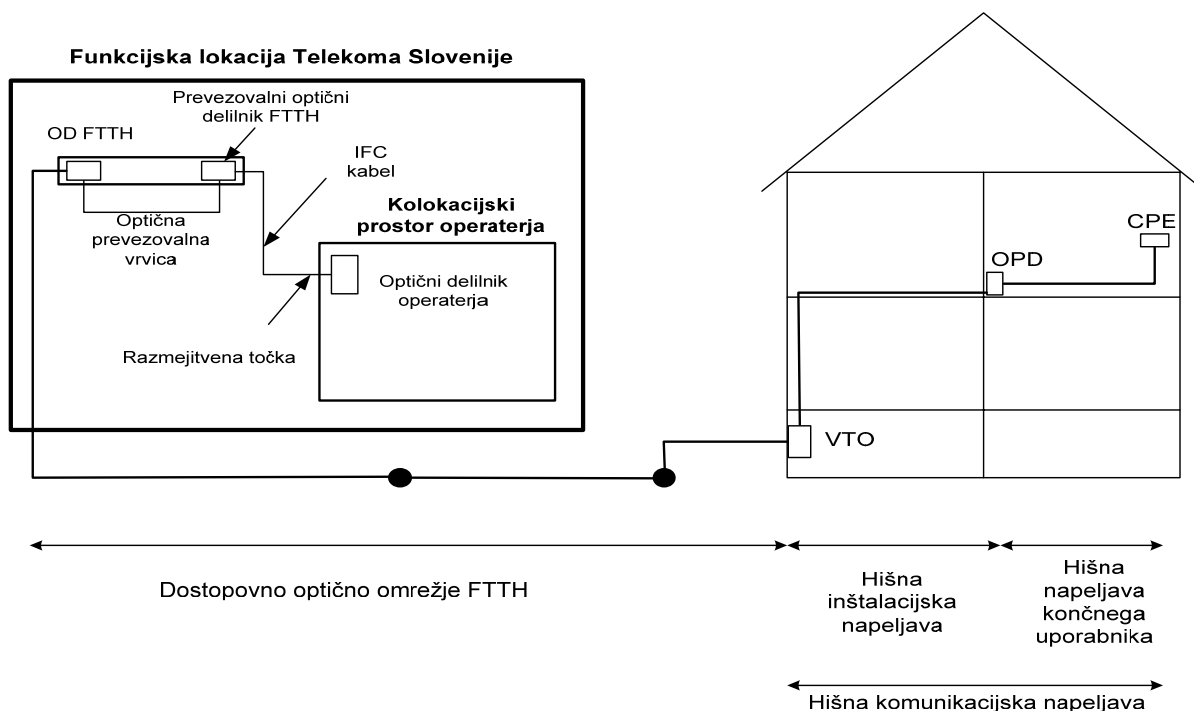 Funkcijska lokacija Telekoma Slovenije
Prevezovalni optični
delilnik FTTH
OD FTTH
IFC
kabel
Optična
prevezovalna
vrvica
Kolokacijski
prostor operaterja
Optični delilnik
operaterja
Razmejitvena točka
CPE
OPD
VTO
Dostopovno optično omrežje FTTH
Hišna
inštalacijska
napeljava
Hišna
napeljava
končnega
uporabnika
Hišna komunikacijska napeljava